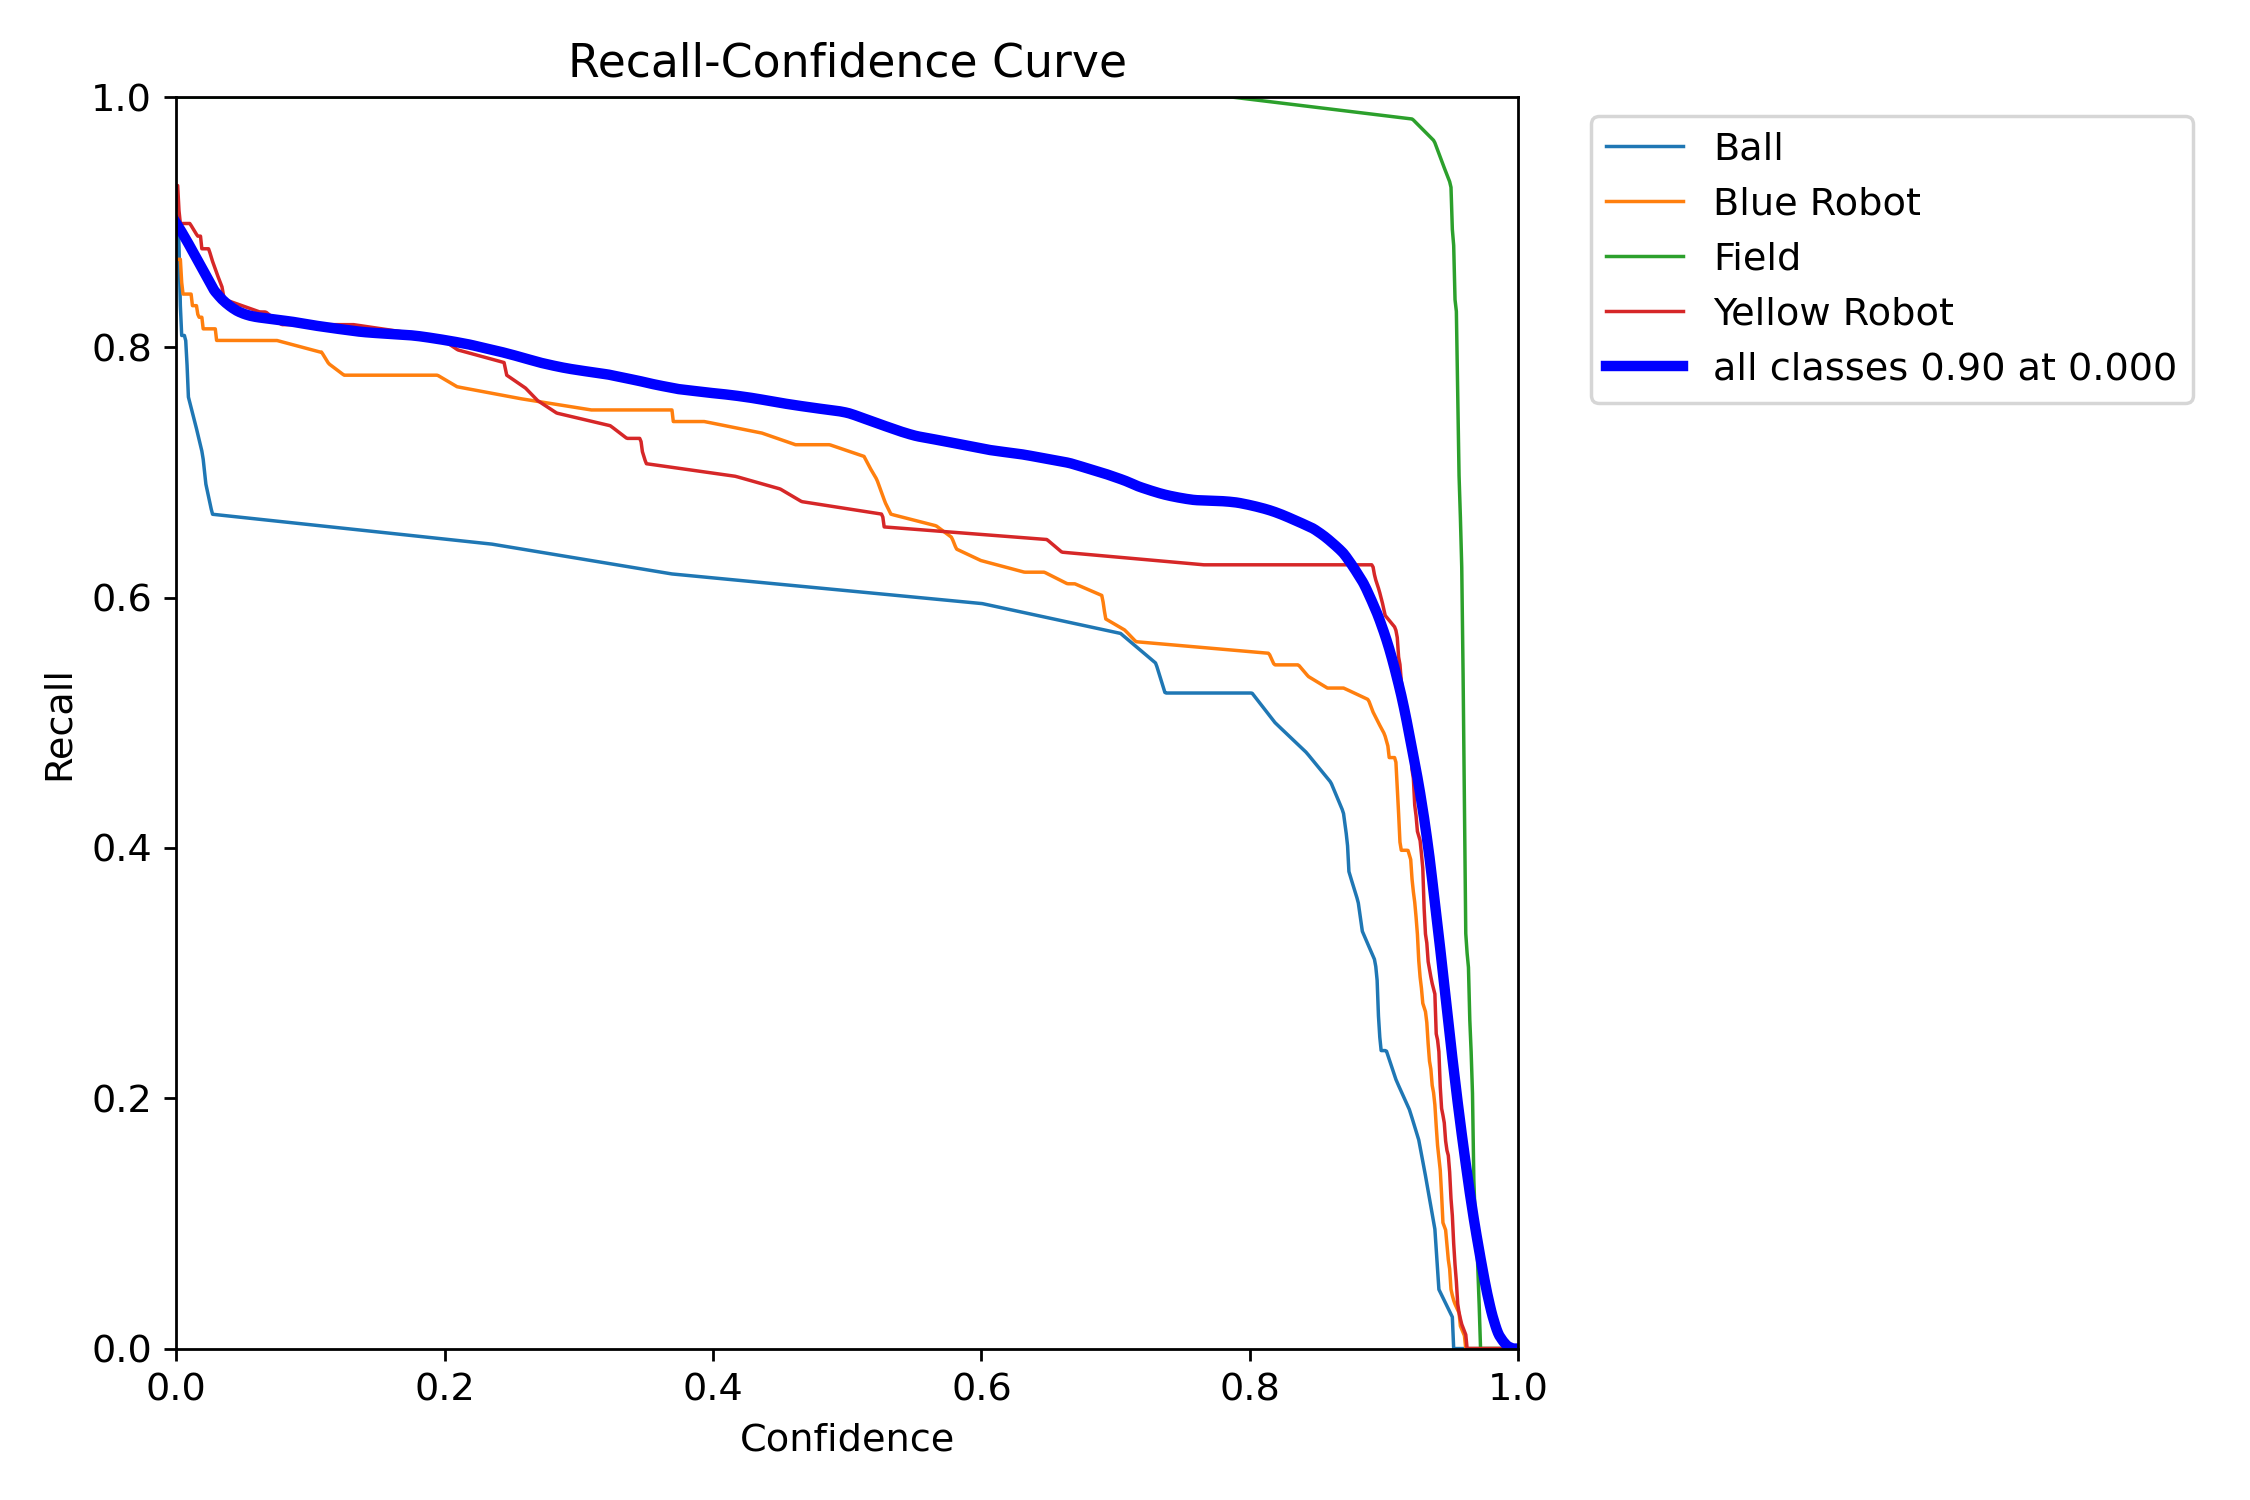 Recall-Confidence Curve
1.0
0.8
0.6
0.4
0.2
0.0
Recall
0.0 0.2 0.4 0.6 0.8 1.0
Confidence
Ball
Blue Robot
Field
Yellow Robot
all classes 0.90 at 0.000